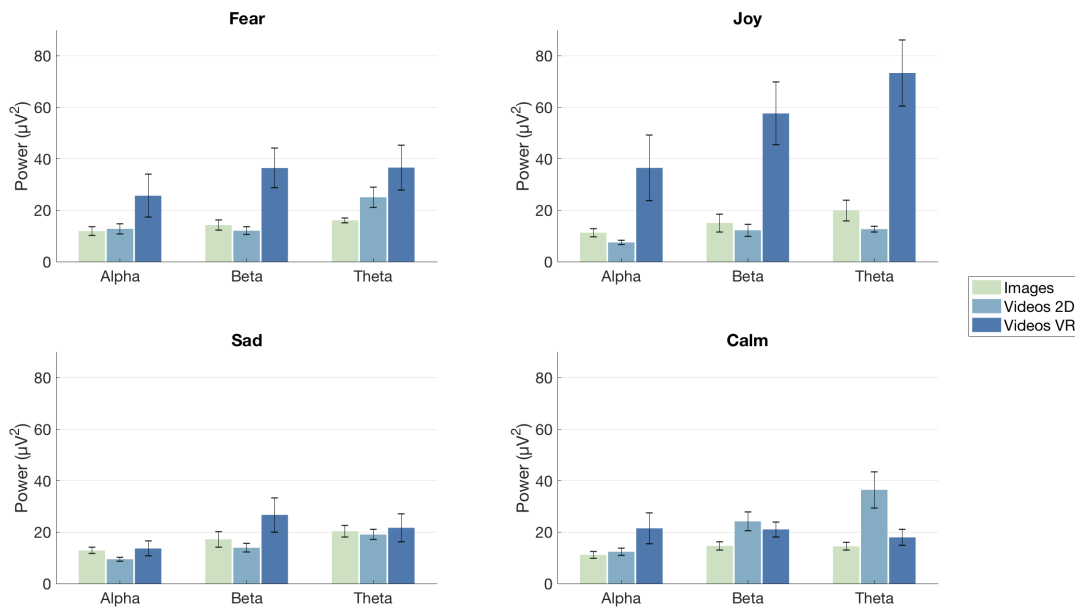 Fear
Power (µV²)
80
60
40
20
0
Alpha Beta Theta
Joy
Power (µV²)
80
60
40
20
0
Alpha Beta Theta
Images
Videos 2D
Videos VR
Sad
Power (µV²)
80
60
40
20
0
Alpha Beta Theta
Calm
Power (µV²)
80
60
40
20
0
Alpha Beta Theta